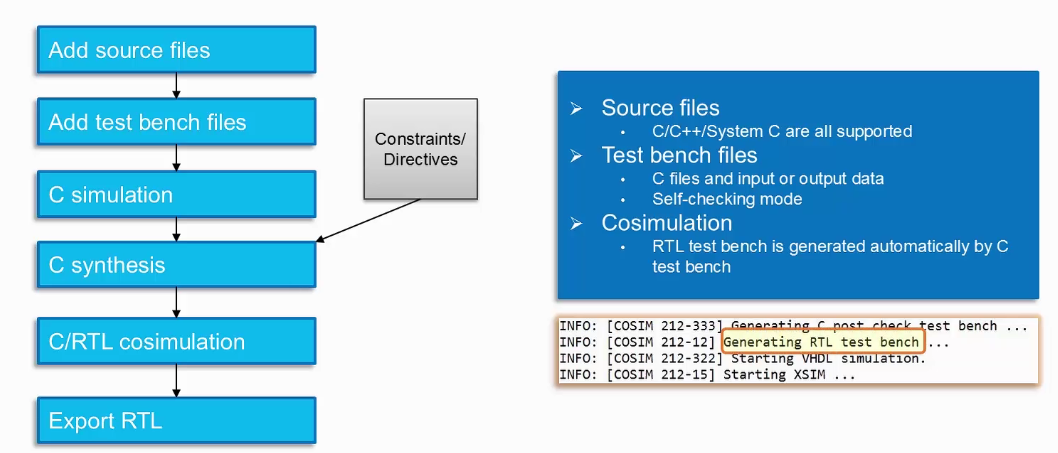 Add source files
Add test bench files
Constraints/
Directives
C simulation
C synthesis
C/RTL cosimulation
Export RTL
➢ Source files
• C/C++/System C are all supported
➢ Test bench files
• C files and input or output data
• Self-checking mode
➢ Cosimulation
• RTL test bench is generated automatically by C
test bench
INFO: [COSIM 212-333] Generating C post check test bench ...
INFO: [COSIM 212-12] Generating RTL test bench ...
INFO: [COSIM 212-322] Starting VHDL simulation.
INFO: [COSIM 212-15] Starting XSIM ...